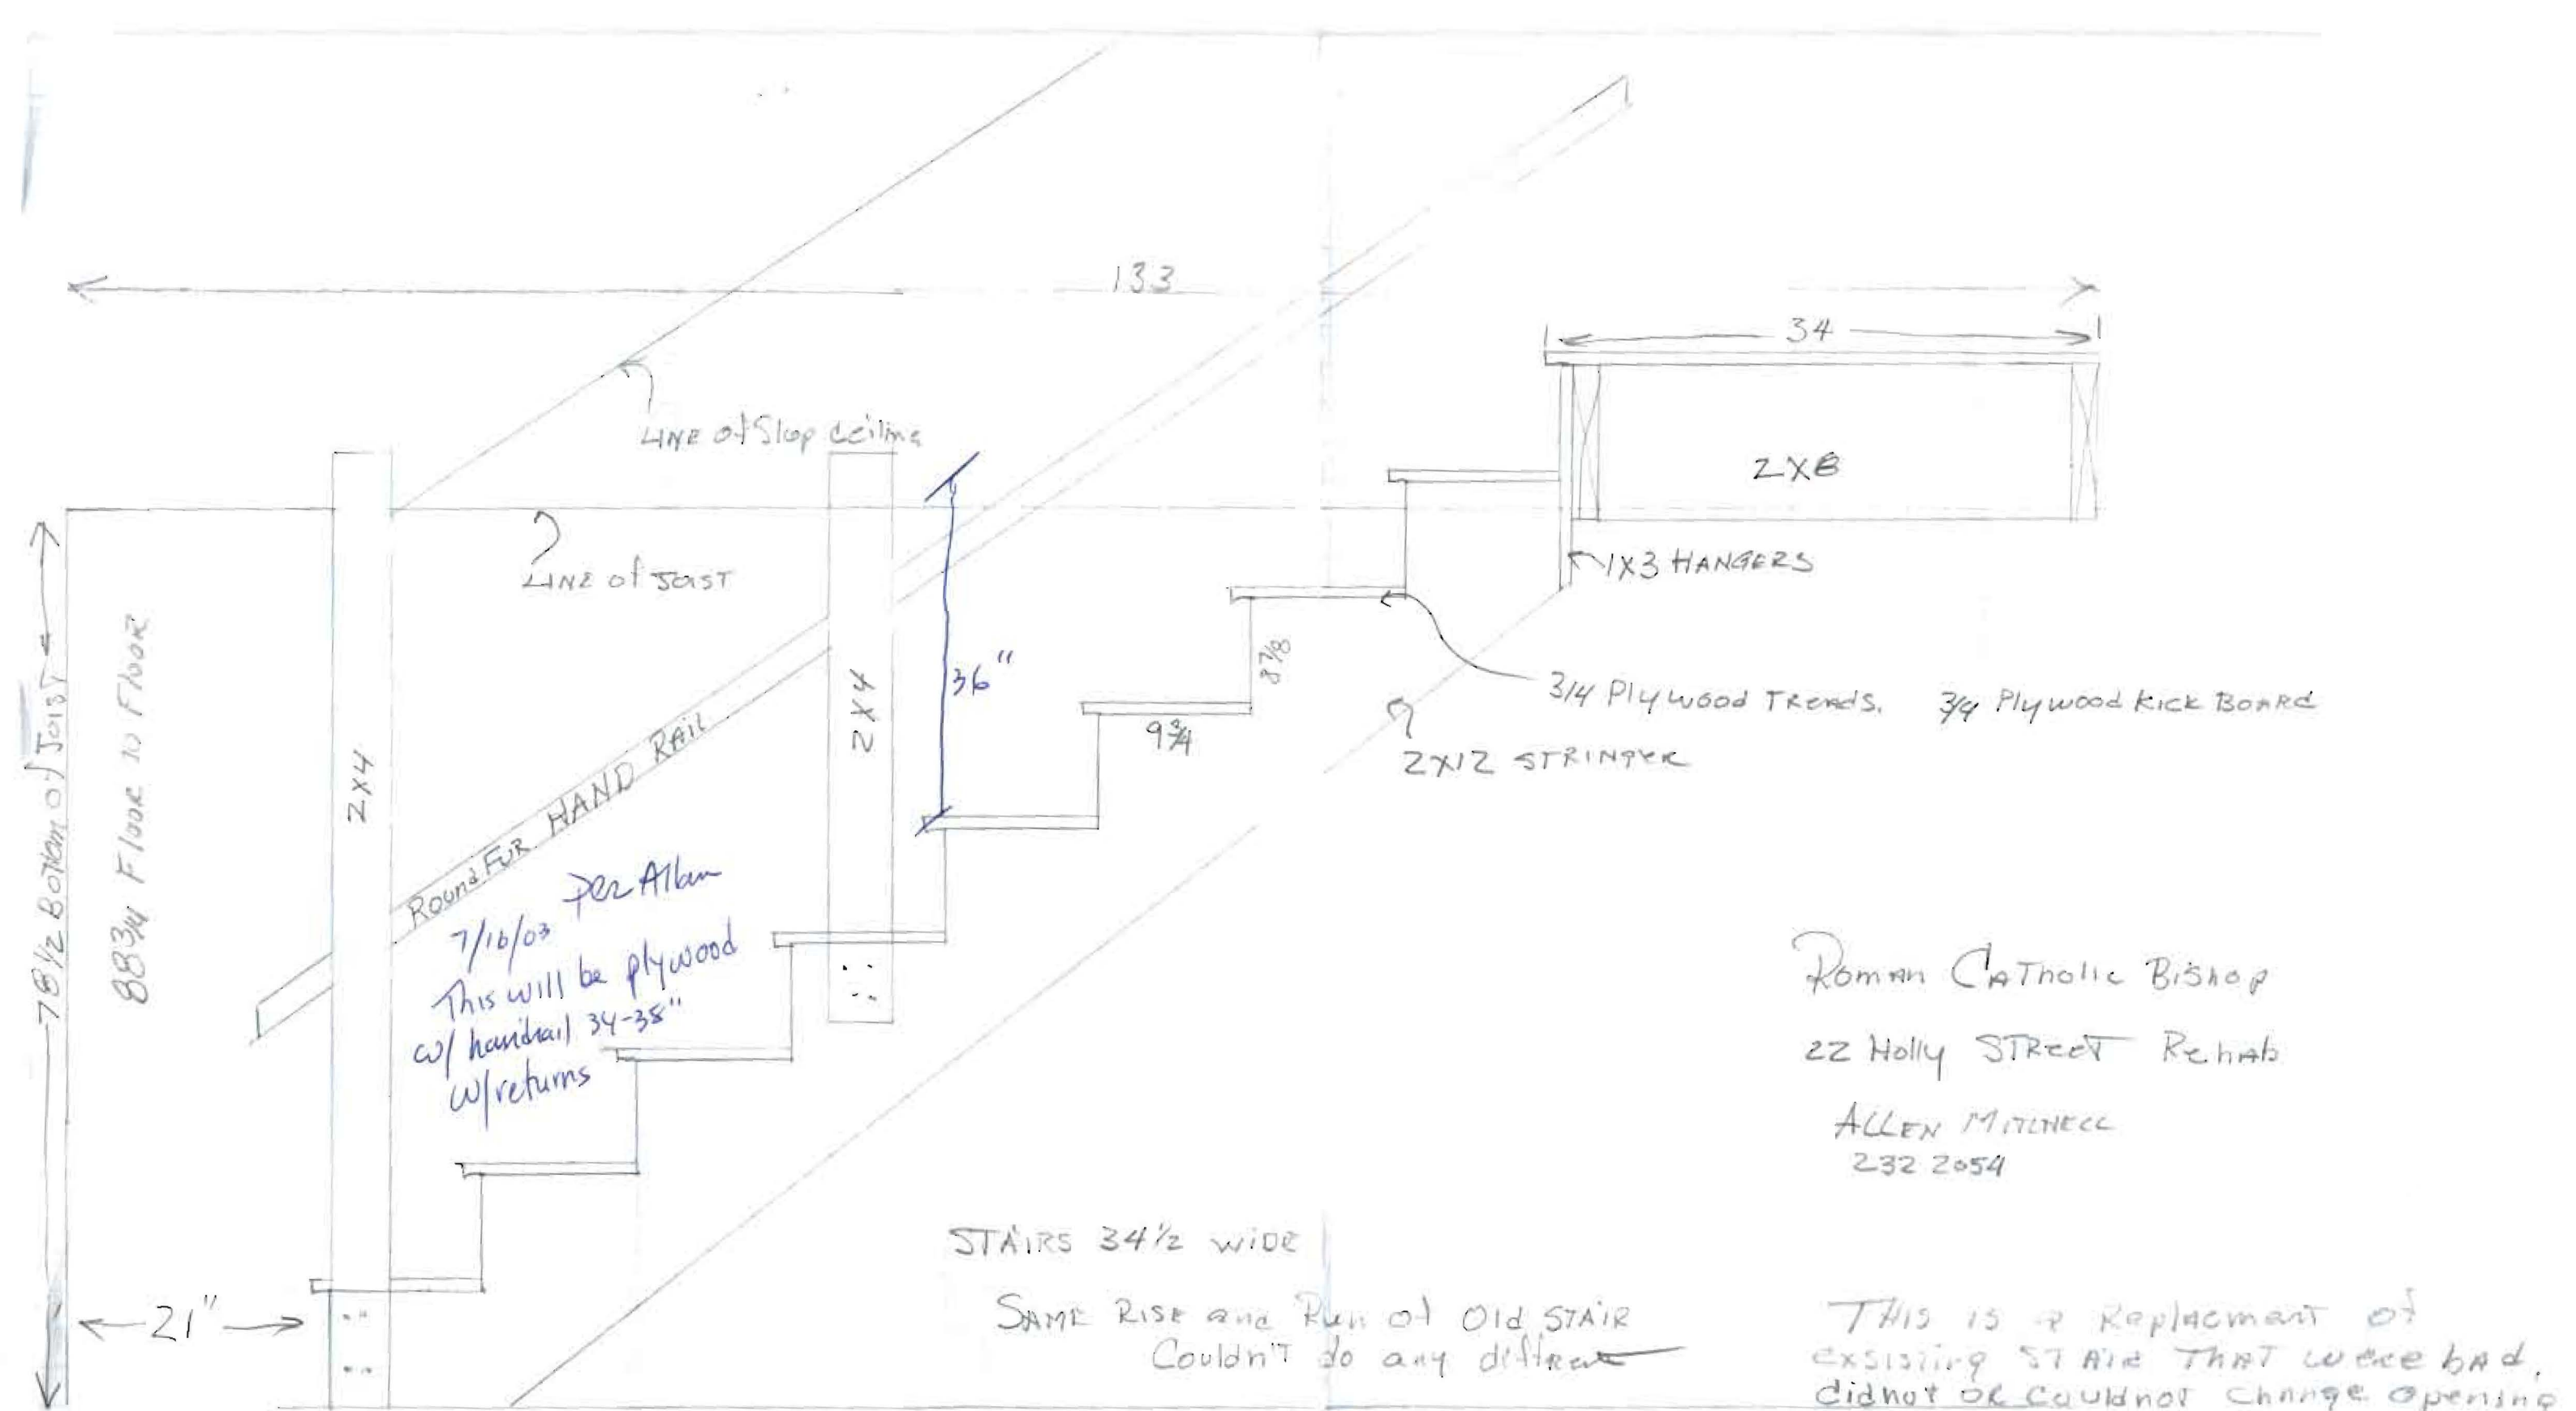 133
34
LINE of Slop Ceiling
2X8
LINE of JOIST
1X3 HANGERS
78 1/2 BOTTOM of JOIST
88 3/4 Floor TO Floor
2X4
2X4
36"
8 7/8
9 3/4
3/4 Plywood Treads. 3/4 Plywood KICK BOARD
2X12 STRINGER
Round FUR HAND RAIL
7/16/03 Per Allan
This will be plywood
w/ handrail 34-38"
w/returns
Roman Catholic Bishop
22 Holly STREET Rehab
ALLEN MITCHELL
232 2054
21"
STAIRS 34 1/2 WIDE
SAME RISE and Run of Old STAIR
Couldn't do any different
THIS IS a Replacmant of
exsisting STAIR THAT were bad.
didnot OR Couldnot Change Opening